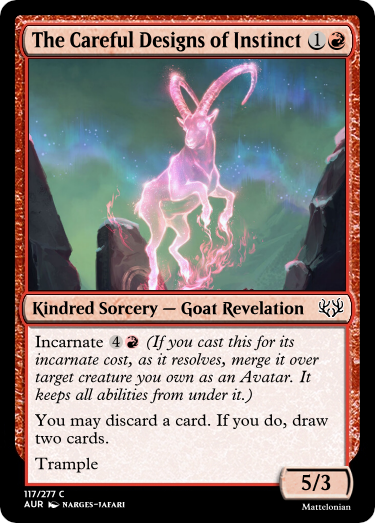 The Careful Designs of Instinct 1
Kindred Sorcery — Goat Revelation
Incarnate 4 (If you cast this for its
incarnate cost, as it resolves, merge it over
target creature you own as an Avatar. It
keeps all abilities from under it.)
You may discard a card. If you do, draw
two cards.
Trample
5/3
117/277 C
AUR NARGES-JAFARI
Mattelonian